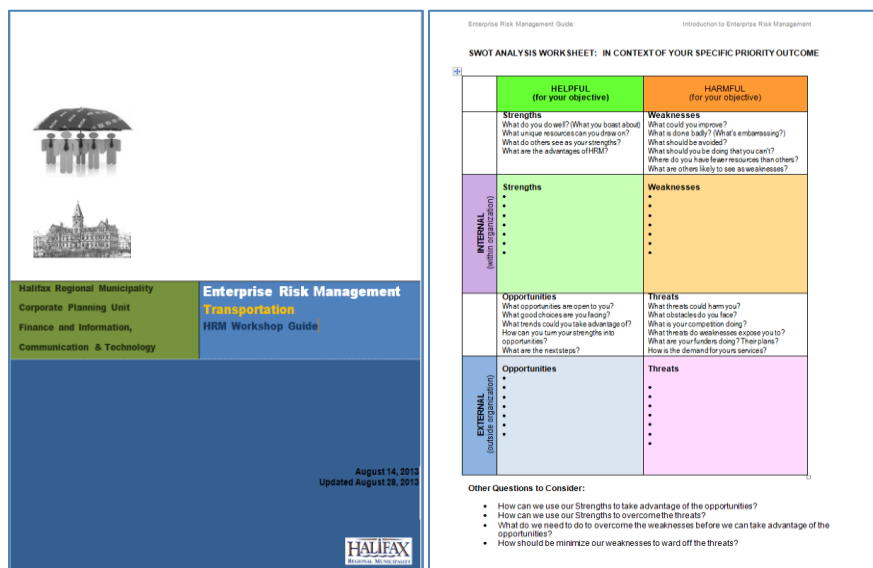 Halifax Regional Municipality
Corporate Planning Unit
Finance and Information,
Communication & Technology
Enterprise Risk Management
Transportation
HRM Workshop Guide
August 14, 2013
Updated August 28, 2013
HALIFAX
REGIONAL MUNICIPALITY
Enterprise Risk Management Guide: Introduction to Enterprise Risk Management
SWOT ANALYSIS WORKSHEET: IN CONTEXT OF YOUR SPECIFIC PRIORITY OUTCOME
HELPFUL
(for your objective)
HARMFUL
(for your objective)
Strengths
What do you do well? (What you boast about)
What unique resources can you draw on?
What do others see as your strengths?
What are the advantages of HRM?
Weaknesses
What could you improve?
What is done badly? (What's embarrassing?)
What should be avoided?
What should you be doing that you can't?
Where do you have fewer resources than others?
What are others likely to see as weaknesses?
INTERNAL
(within organization)
Strengths
Weaknesses
Opportunities
What opportunities are open to you?
What good choices are you facing?
What trends could you take advantage of?
How can you turn your strengths into
opportunities?
What are the next steps?
Threats
What threats could harm you?
What obstacles do you face?
What is your competition doing?
What threats do weaknesses expose you to?
What are your funders doing? Their plans?
How is the demand for yours services?
EXTERNAL
(outside organization)
Opportunities
Threats
Other Questions to Consider:
• How can we use our Strengths to take advantage of the opportunities?
• How can we use our Strengths to overcome the threats?
• What do we need to do to overcome the weaknesses before we can take advantage of the
opportunities?
• How should be minimize our weaknesses to ward off the threats?